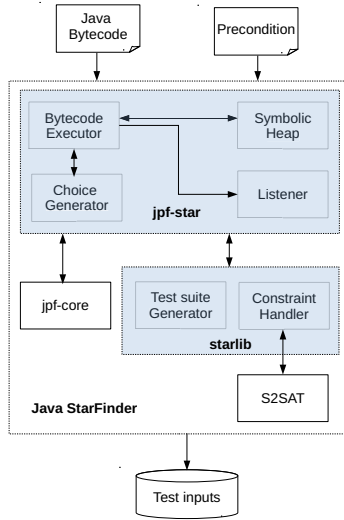 Java
Bytecode
Precondition
Bytecode
Executor
Symbolic
Heap
Choice
Generator
Listener
jpf-star
jpf-core
Test suite
Generator
Constraint
Handler
starlib
Java StarFinder
S2SAT
Test inputs